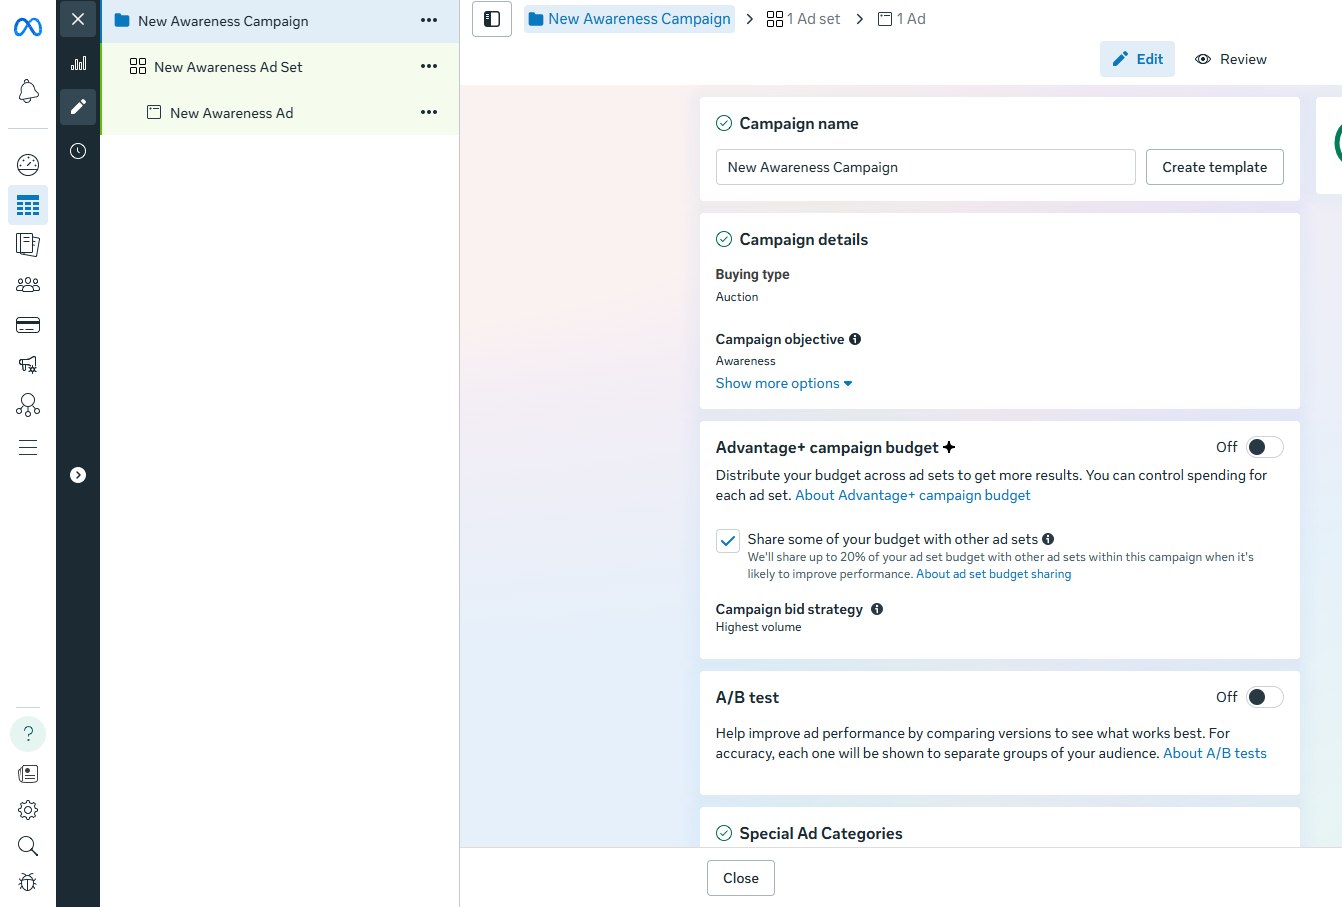 New Awareness Campaign
New Awareness Ad Set
New Awareness Ad
New Awareness Campaign
1 Ad set
1 Ad
Edit
Review
Campaign name
New Awareness Campaign
Create template
Campaign details
Buying type
Auction
Campaign objective
Awareness
Show more options
Advantage+ campaign budget
Off
Distribute your budget across ad sets to get more results. You can control spending for
each ad set. About Advantage+ campaign budget
Share some of your budget with other ad sets
We'll share up to 20% of your ad set budget with other ad sets within this campaign when it's
likely to improve performance. About ad set budget sharing
Campaign bid strategy
Highest volume
A/B test
Off
Help improve ad performance by comparing versions to see what works best. For
accuracy, each one will be shown to separate groups of your audience. About A/B tests
Special Ad Categories
Close